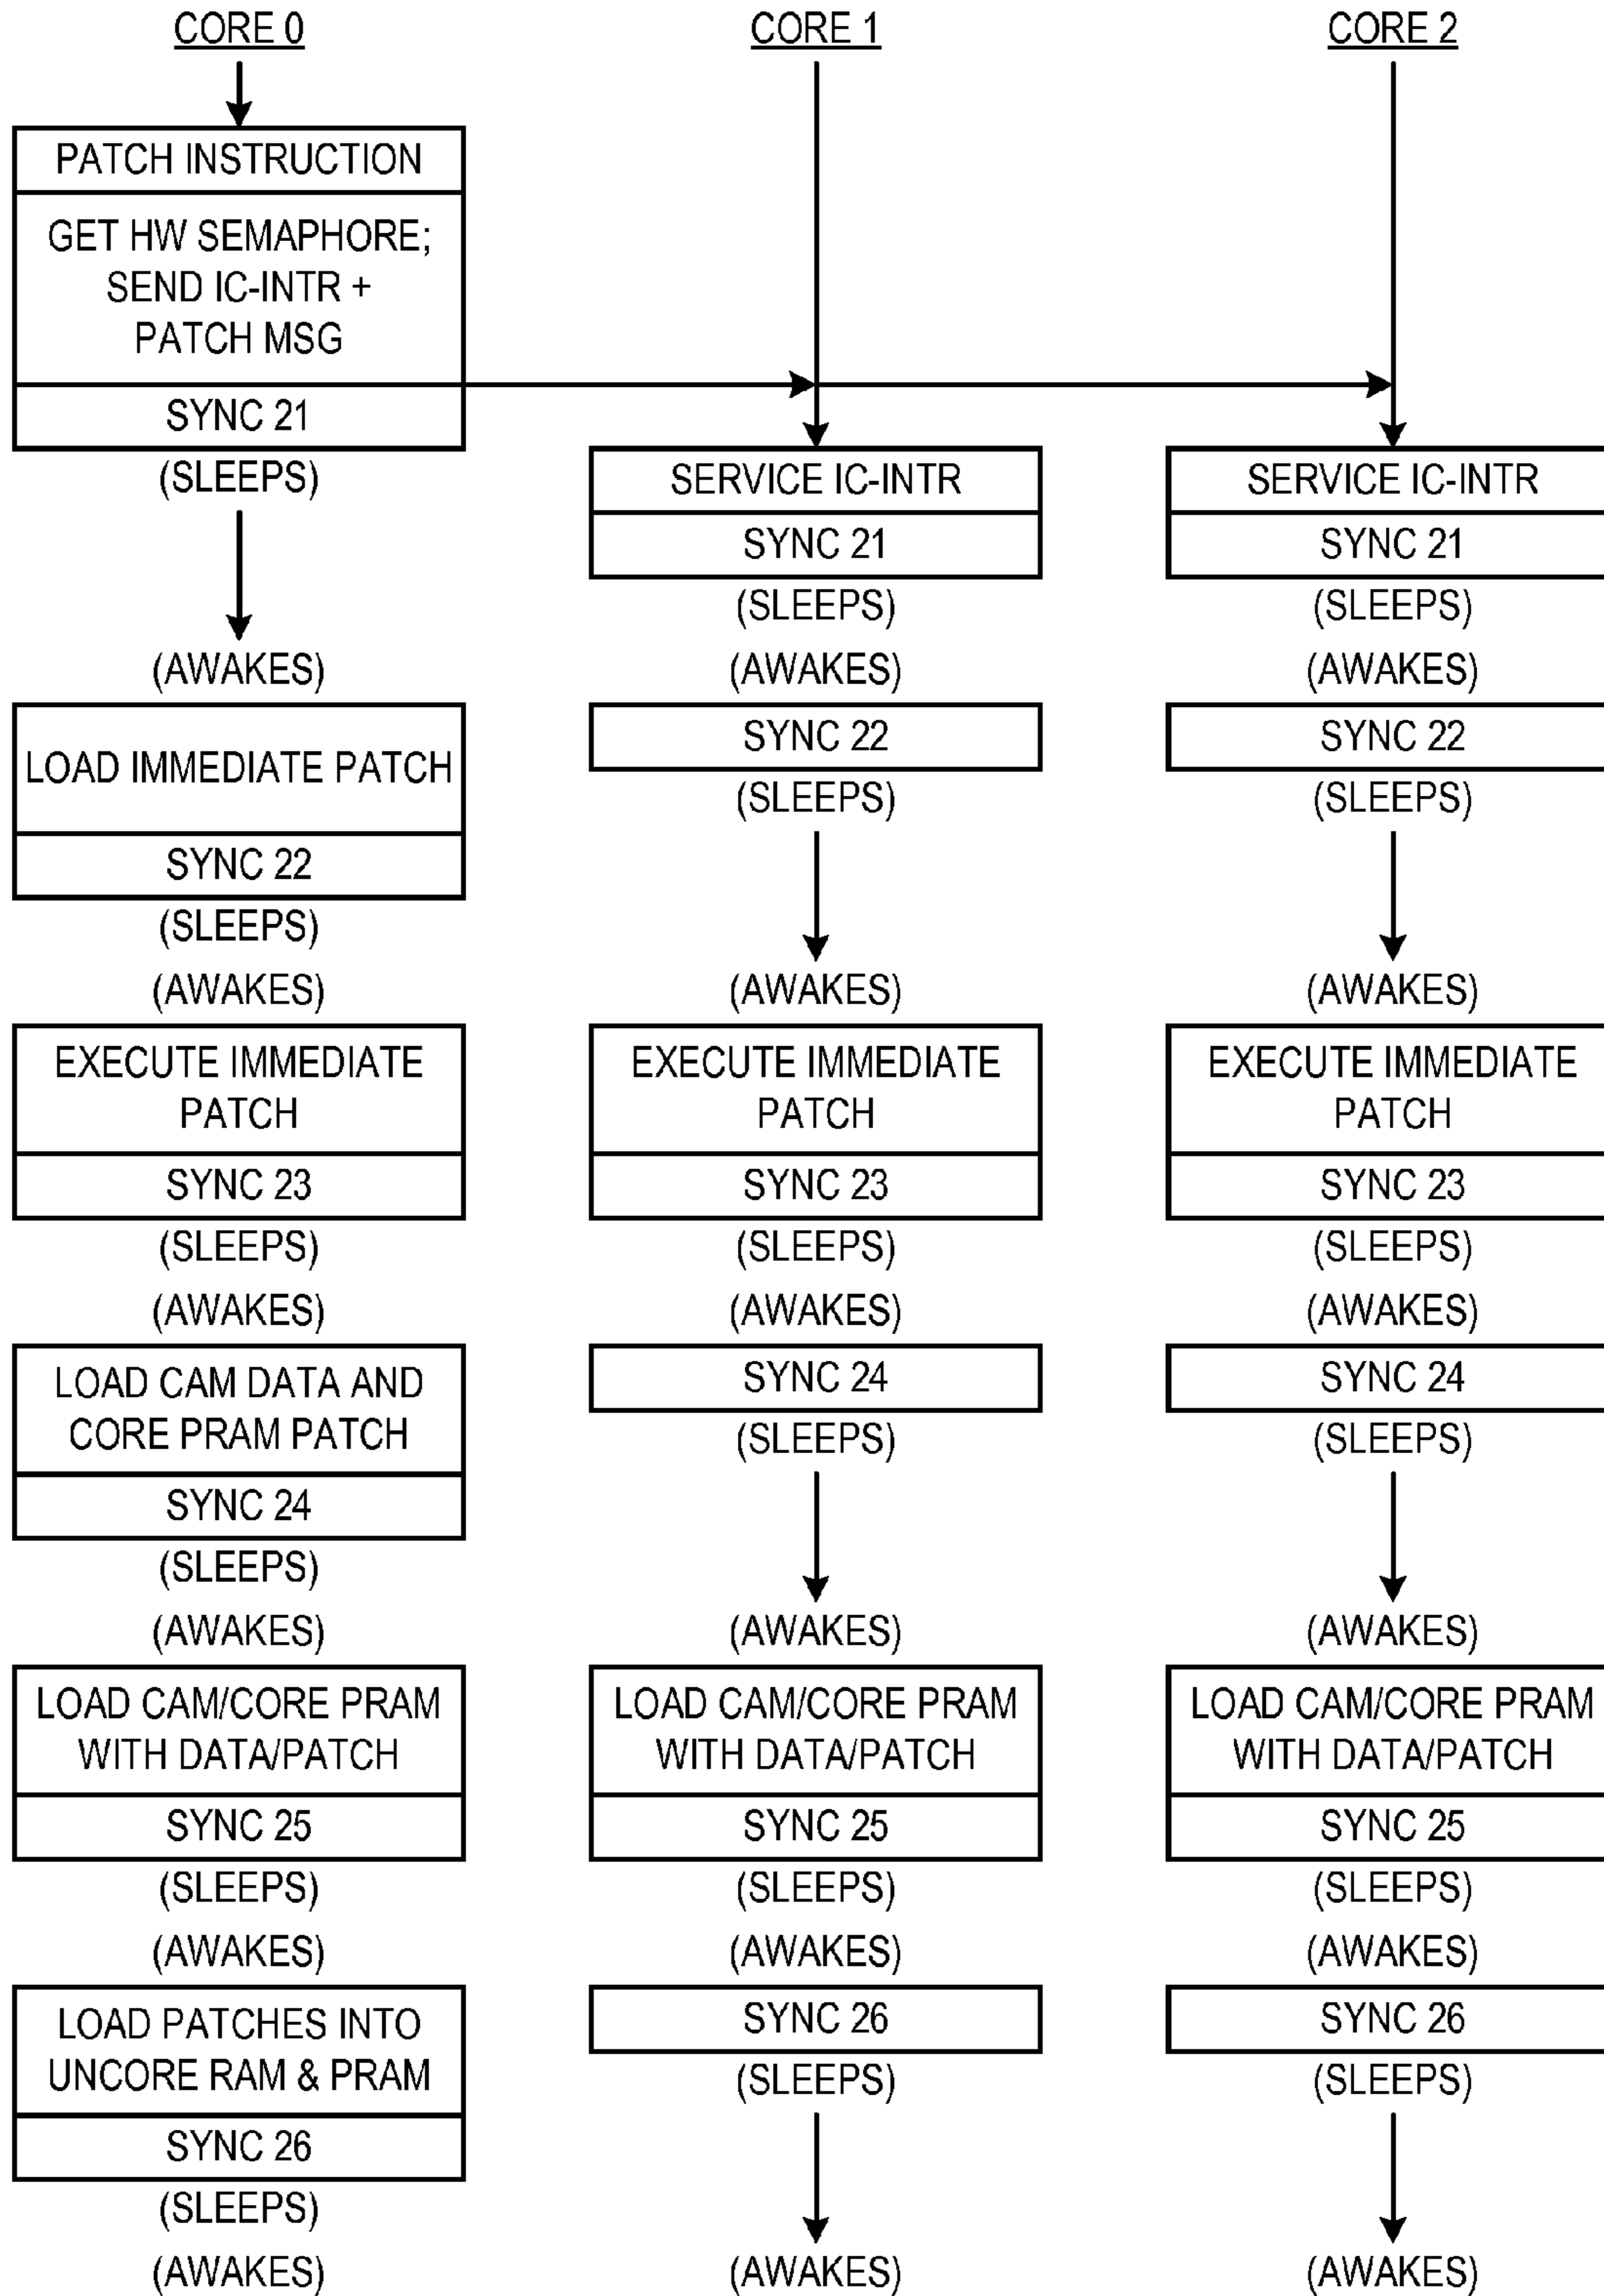 CORE 0
CORE 1
CORE 2
PATCH INSTRUCTION
GET HW SEMAPHORE;
SEND IC-INTR +
PATCH MSG
SYNC 21
(SLEEPS)
SERVICE IC-INTR
SERVICE IC-INTR
SYNC 21
SYNC 21
(SLEEPS)
(SLEEPS)
(AWAKES)
(AWAKES)
(AWAKES)
LOAD IMMEDIATE PATCH
SYNC 22
SYNC 22
(SLEEPS)
(SLEEPS)
SYNC 22
(SLEEPS)
(AWAKES)
(AWAKES)
(AWAKES)
EXECUTE IMMEDIATE
PATCH
EXECUTE IMMEDIATE
PATCH
EXECUTE IMMEDIATE
PATCH
SYNC 23
SYNC 23
SYNC 23
(SLEEPS)
(SLEEPS)
(SLEEPS)
(AWAKES)
(AWAKES)
(AWAKES)
LOAD CAM DATA AND
CORE PRAM PATCH
SYNC 24
SYNC 24
(SLEEPS)
(SLEEPS)
SYNC 24
(SLEEPS)
(AWAKES)
(AWAKES)
(AWAKES)
LOAD CAM/CORE PRAM
WITH DATA/PATCH
LOAD CAM/CORE PRAM
WITH DATA/PATCH
LOAD CAM/CORE PRAM
WITH DATA/PATCH
SYNC 25
SYNC 25
SYNC 25
(SLEEPS)
(SLEEPS)
(SLEEPS)
(AWAKES)
(AWAKES)
(AWAKES)
LOAD PATCHES INTO
UNCORE RAM & PRAM
SYNC 26
SYNC 26
(SLEEPS)
(SLEEPS)
SYNC 26
(SLEEPS)
(AWAKES)
(AWAKES)
(AWAKES)